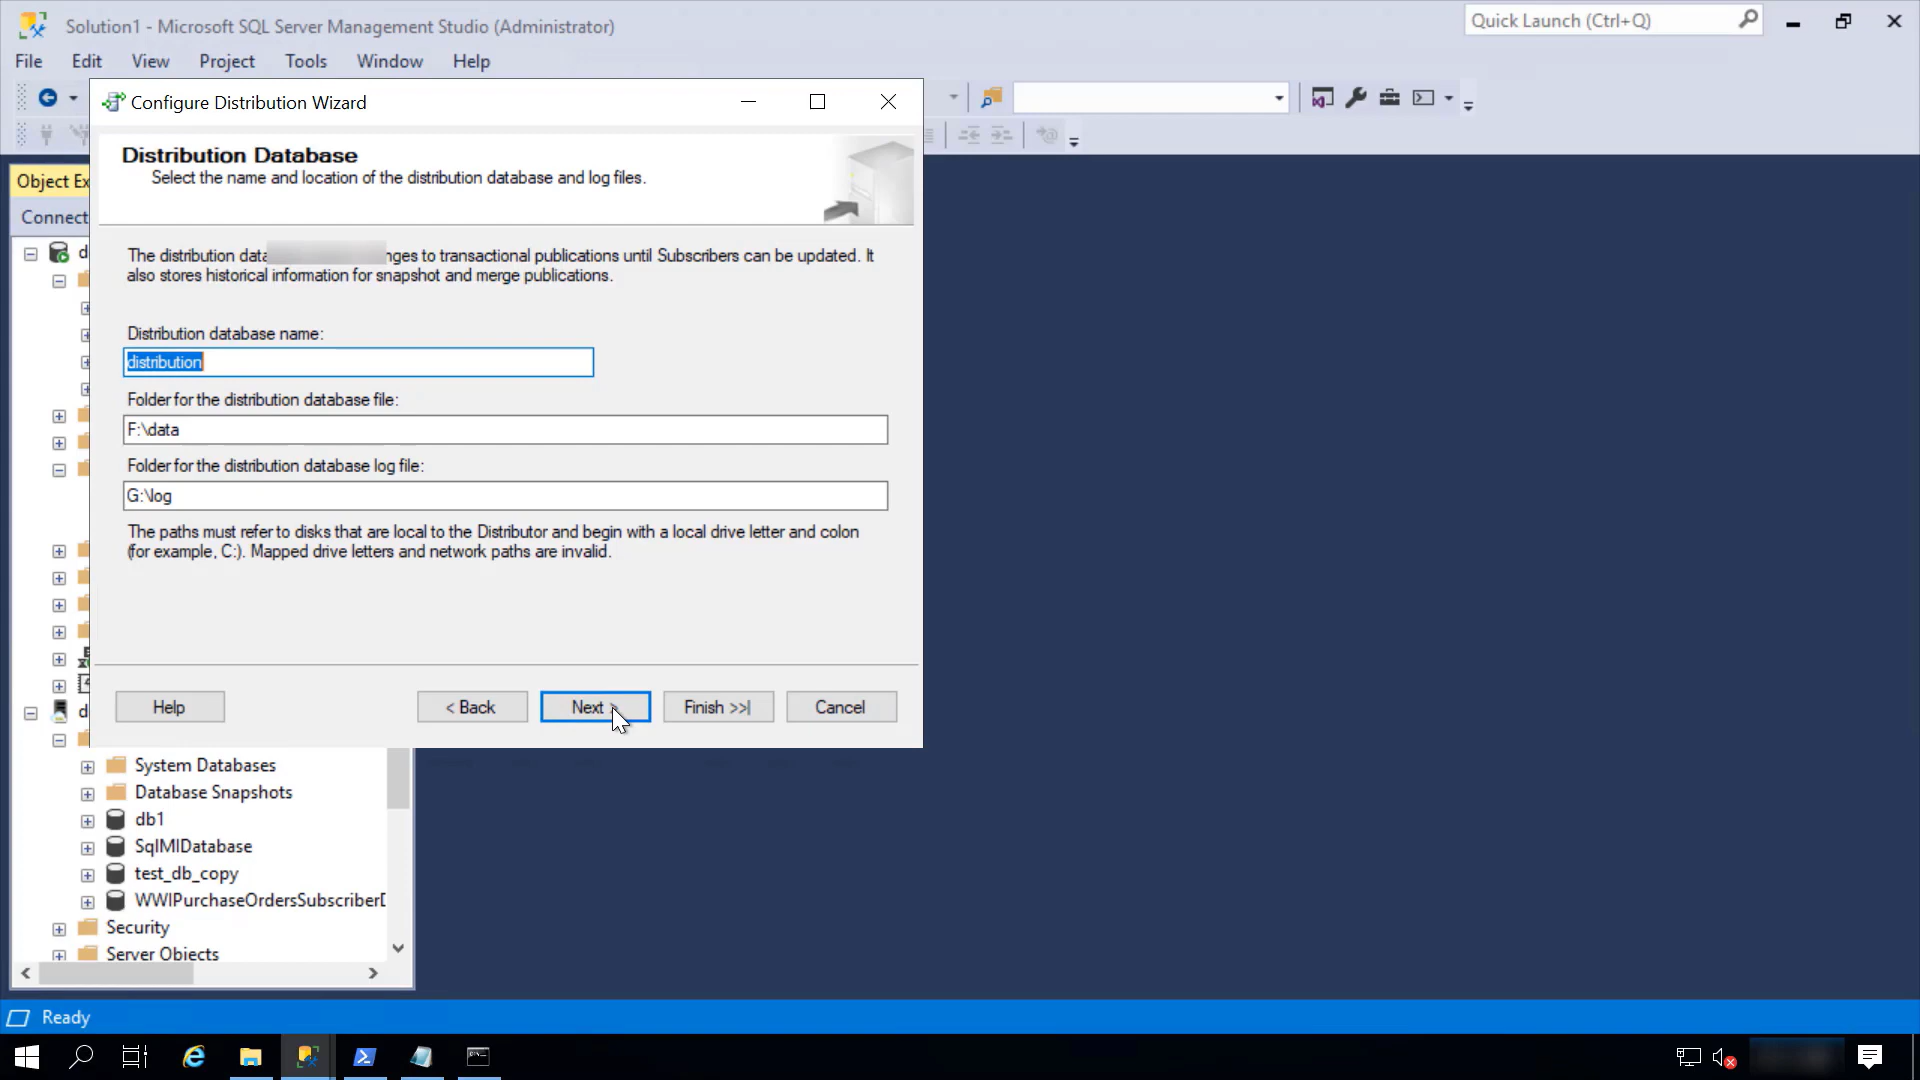 Solution1 - Microsoft SQL Server Management Studio (Administrator)
Quick Launch (Ctrl+Q)
File Edit View Project Tools Window Help
Configure Distribution Wizard
Distribution Database
Select the name and location of the distribution database and log files.
Object Ex
Connect
The distribution data nges to transactional publications until Subscribers can be updated. It
also stores historical information for snapshot and merge publications.
d
Distribution database name:
distribution
Folder for the distribution database file:
F:\data
Folder for the distribution database log file:
G:\log
The paths must refer to disks that are local to the Distributor and begin with a local drive letter and colon
(for example, C:). Mapped drive letters and network paths are invalid.
Help
< Back
Next >
Finish >>|
Cancel
d
System Databases
Database Snapshots
db1
SqlMIDatabase
test_db_copy
WWIPurchaseOrdersSubscriberD
Security
Server Objects
Ready